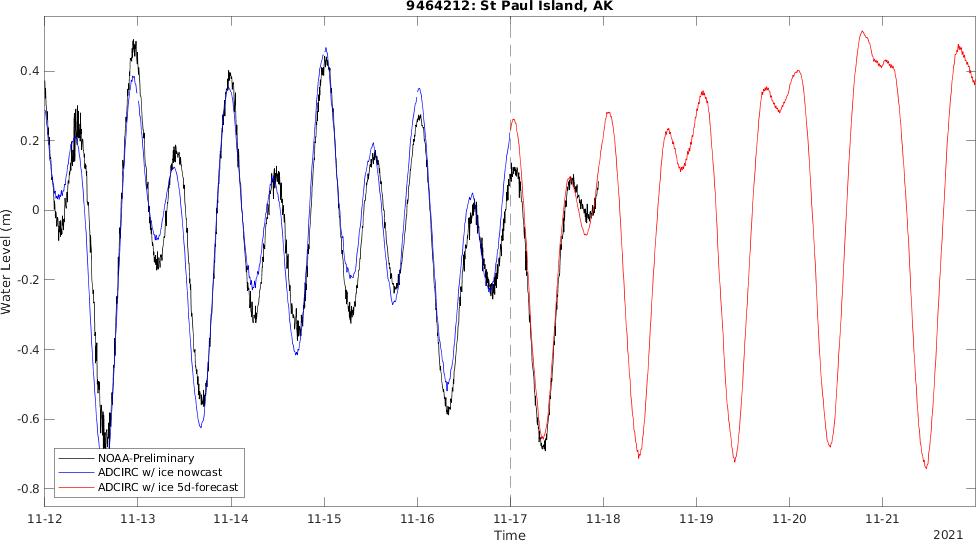 9464212: St Paul Island, AK
Water Level (m)
0.4
0.2
0
-0.2
-0.4
-0.6
-0.8
NOAA-Preliminary
ADCIRC w/ ice nowcast
ADCIRC w/ ice 5d-forecast
11-12 11-13 11-14 11-15 11-16 11-17 11-18 11-19 11-20 11-21
Time
2021